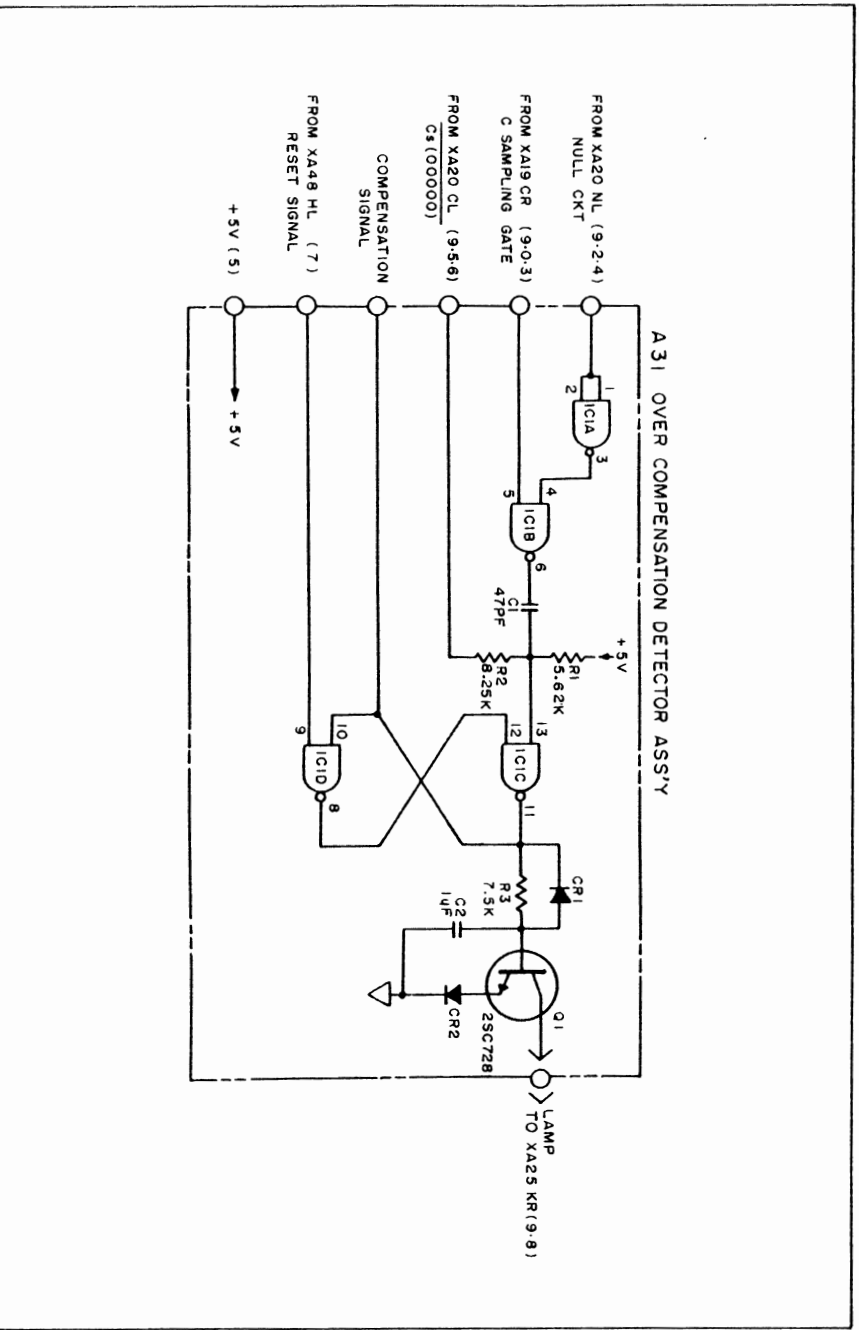 A31 OVER COMPENSATION DETECTOR ASS'Y
FROM XA20 NL (9·2·4)
NULL CKT
FROM XA19 CR (9·0·3)
C SAMPLING GATE
FROM XA20 CL (9·5·6)
Cs (00000)
COMPENSATION
SIGNAL
FROM XA48 HL (7)
RESET SIGNAL
+5V (5)
+5V
1
2
IC1A
3
4
5
IC1B
6
C1
47PF
+5V
R1
5.62K
R2
8.25K
13
12
IC1C
11
10
9
IC1D
8
CR1
R3
7.5K
C2
1µF
Q1
2SC728
CR2
LAMP
TO XA25 KR (9·8)